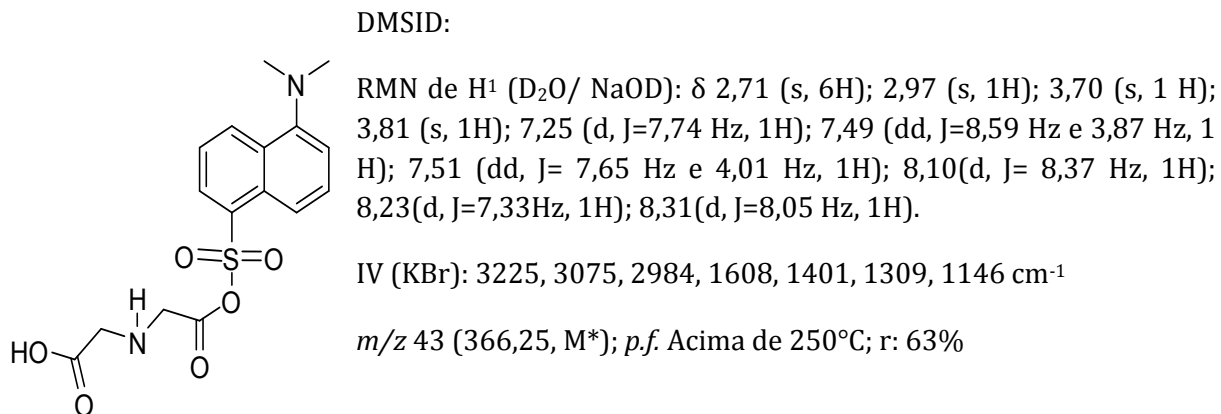 DMSID:
RMN de H¹ (D₂O/ NaOD): δ 2,71 (s, 6H); 2,97 (s, 1H); 3,70 (s, 1 H);
3,81 (s, 1H); 7,25 (d, J=7,74 Hz, 1H); 7,49 (dd, J=8,59 Hz e 3,87 Hz, 1
H); 7,51 (dd, J= 7,65 Hz e 4,01 Hz, 1H); 8,10(d, J= 8,37 Hz, 1H);
8,23(d, J=7,33Hz, 1H); 8,31(d, J=8,05 Hz, 1H).
IV (KBr): 3225, 3075, 2984, 1608, 1401, 1309, 1146 cm⁻¹
m/z 43 (366,25, M*); p.f. Acima de 250°C; r: 63%
N
O S O
H O
N
HO O
O